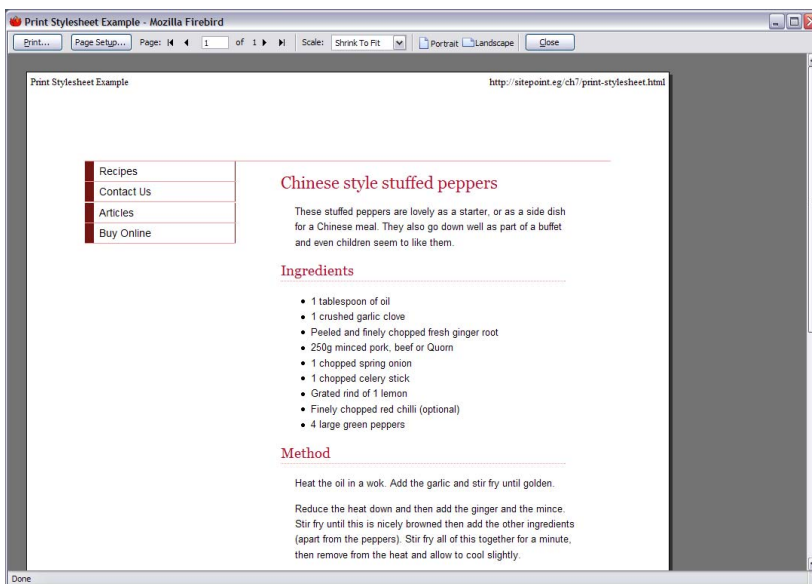 Print Stylesheet Example - Mozilla Firebird
Print... Page Setup... Page: 1 of 1 Scale: Shrink To Fit Portrait Landscape Close
Print Stylesheet Example http://sitepoint.eg/ch7/print-stylesheet.html
Recipes
Contact Us
Articles
Buy Online
Chinese style stuffed peppers
These stuffed peppers are lovely as a starter, or as a side dish
for a Chinese meal. They also go down well as part of a buffet
and even children seem to like them.
Ingredients
1 tablespoon of oil
1 crushed garlic clove
Peeled and finely chopped fresh ginger root
250g minced pork, beef or Quorn
1 chopped spring onion
1 chopped celery stick
Grated rind of 1 lemon
Finely chopped red chilli (optional)
4 large green peppers
Method
Heat the oil in a wok. Add the garlic and stir fry until golden.
Reduce the heat down and then add the ginger and the mince.
Stir fry until this is nicely browned then add the other ingredients
(apart from the peppers). Stir fry all of this together for a minute,
then remove from the heat and allow to cool slightly.
Done